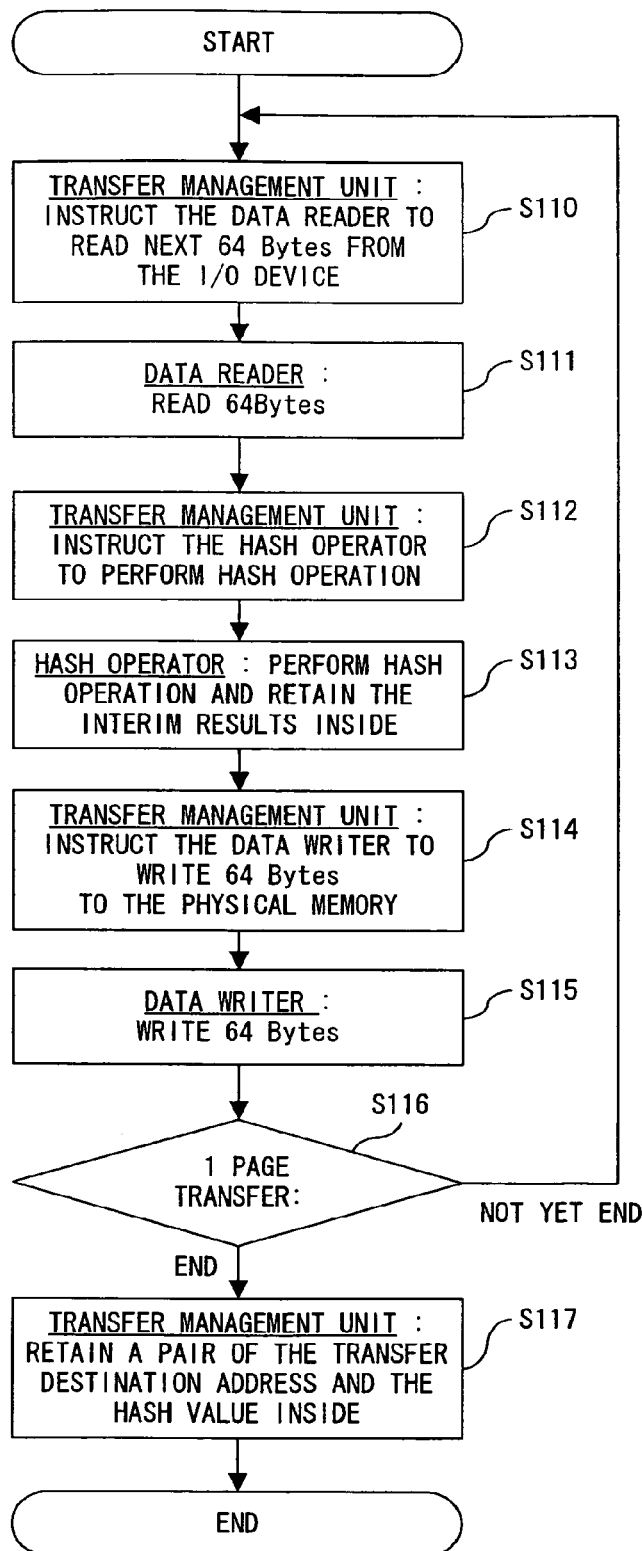 START
TRANSFER MANAGEMENT UNIT :
INSTRUCT THE DATA READER TO
READ NEXT 64 Bytes FROM
THE I/O DEVICE
S110
DATA READER :
READ 64Bytes
S111
TRANSFER MANAGEMENT UNIT :
INSTRUCT THE HASH OPERATOR
TO PERFORM HASH OPERATION
S112
HASH OPERATOR : PERFORM HASH
OPERATION AND RETAIN THE
INTERIM RESULTS INSIDE
S113
TRANSFER MANAGEMENT UNIT :
INSTRUCT THE DATA WRITER TO
WRITE 64 Bytes
TO THE PHYSICAL MEMORY
S114
DATA WRITER :
WRITE 64 Bytes
S115
S116
1 PAGE
TRANSFER:
NOT YET END
END
TRANSFER MANAGEMENT UNIT :
RETAIN A PAIR OF THE TRANSFER
DESTINATION ADDRESS AND THE
HASH VALUE INSIDE
S117
END